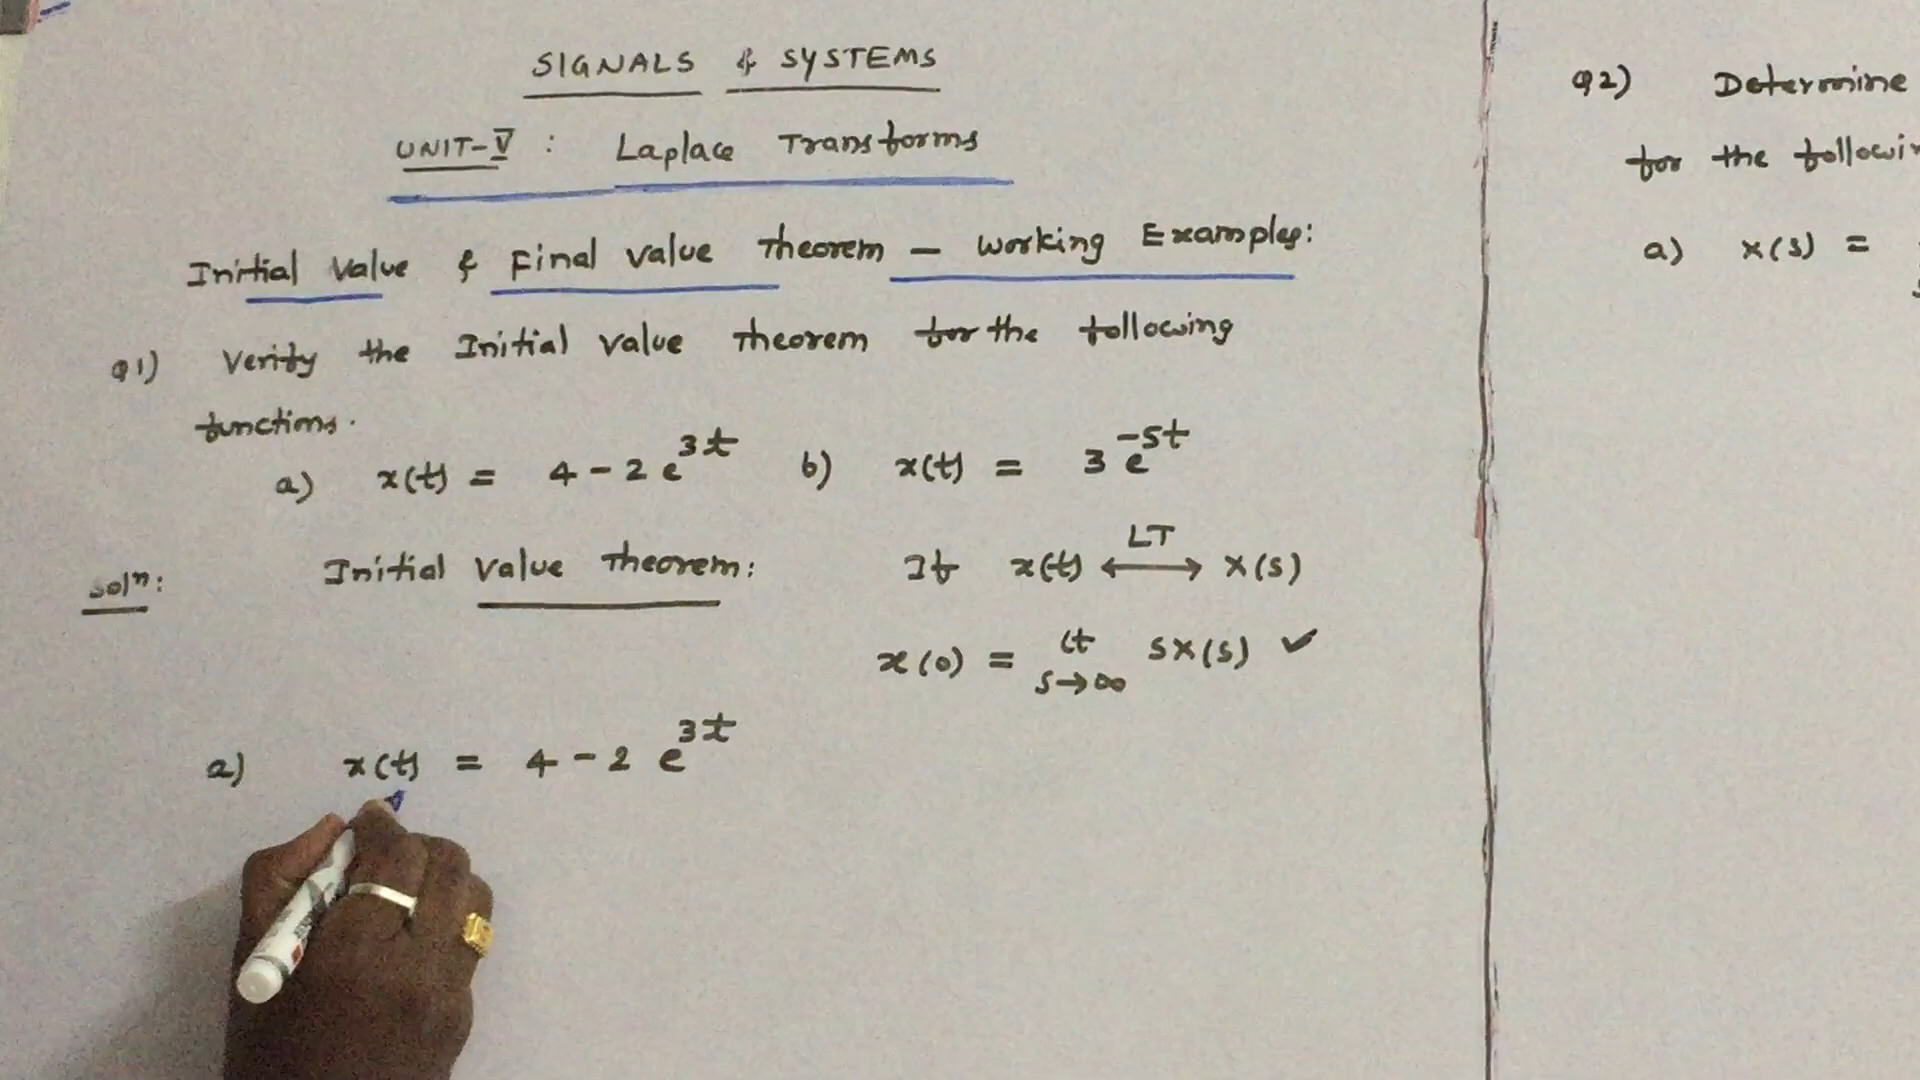 SIGNALS & SYSTEMS
UNIT-V : Laplace Transforms
Initial Value & Final Value Theorem - Working Examples:
Q1) Verify the Initial Value Theorem for the following
functions.
a) x(t) = 4 - 2 e^3t b) x(t) = 3 e^-5t
Soln: Initial Value Theorem: If x(t) <-LT-> X(s)
x(0) = Lt s→∞ sX(s) ✓
a) x(t) = 4 - 2 e^3t
Q2) Determine
for the
a) X(s) =